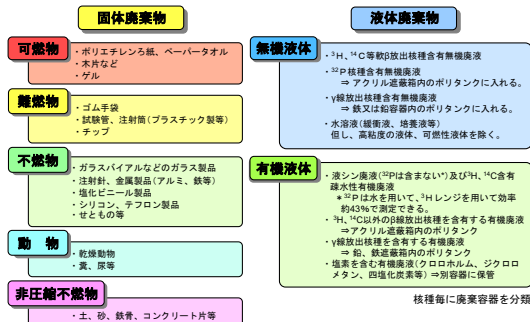 固体廃棄物
可燃物
・ポリエチレンろ紙、ペーパータオル
・木片など
・ゲル
難燃物
・ゴム手袋
・試験管、注射筒(プラスチック製等)
・チップ
不燃物
・ガラスバイアルなどのガラス製品
・注射針、金属製品(アルミ、鉄等)
・塩化ビニール製品
・シリコン、テフロン製品
・せともの等
動 物
・乾燥動物
・糞、尿等
非圧縮不燃物
・土、砂、鉄骨、コンクリート片等
液体廃棄物
無機液体
・³H、¹⁴C等軟β放出核種含有無機廃液
・³²P核種含有無機廃液
⇒ アクリル遮蔽箱内のポリタンクに入れる。
・γ線放出核種含有無機廃液
⇒ 鉄又は鉛容器内のポリタンクに入れる。
・水溶液(緩衝液、培養液等)
但し、高粘度の液体、可燃性液体を除く。
有機液体
・液シン廃液(³²Pは含まない*)及び³H、¹⁴C含有
疎水性有機廃液
*³²Pは水を用いて、³Hレンジを用いて効率
約43%で測定できる。
・³H、¹⁴C以外のβ線放出核種を含有する有機廃液
⇒アクリル遮蔽箱内のポリタンク
・γ線放出核種を含有する有機廃液
⇒ 鉛、鉄遮蔽箱内のポリタンク
・塩素を含む有機廃液(クロロホルム、ジクロロ
メタン、四塩化炭素等)⇒別容器に保管
核種毎に廃棄容器を分類